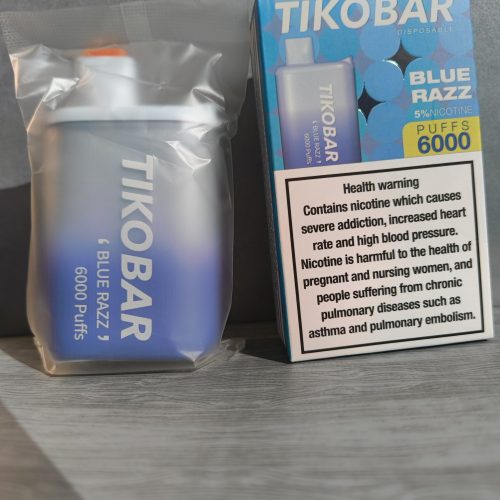 TIKOBAR
‘ BLUE RAZZ ’
6000 Puffs
TIKOBAR
DISPOSABLE
TIKOBAR
‘ BLUE RAZZ ’
6000 Puffs
BLUE
RAZZ
5% NICOTINE
PUFFS
6000
Health warning
Contains nicotine which causes
severe addiction, increased heart
rate and high blood pressure.
Nicotine is harmful to the health of
pregnant and nursing women, and
people suffering from chronic
pulmonary diseases such as
asthma and pulmonary embolism.